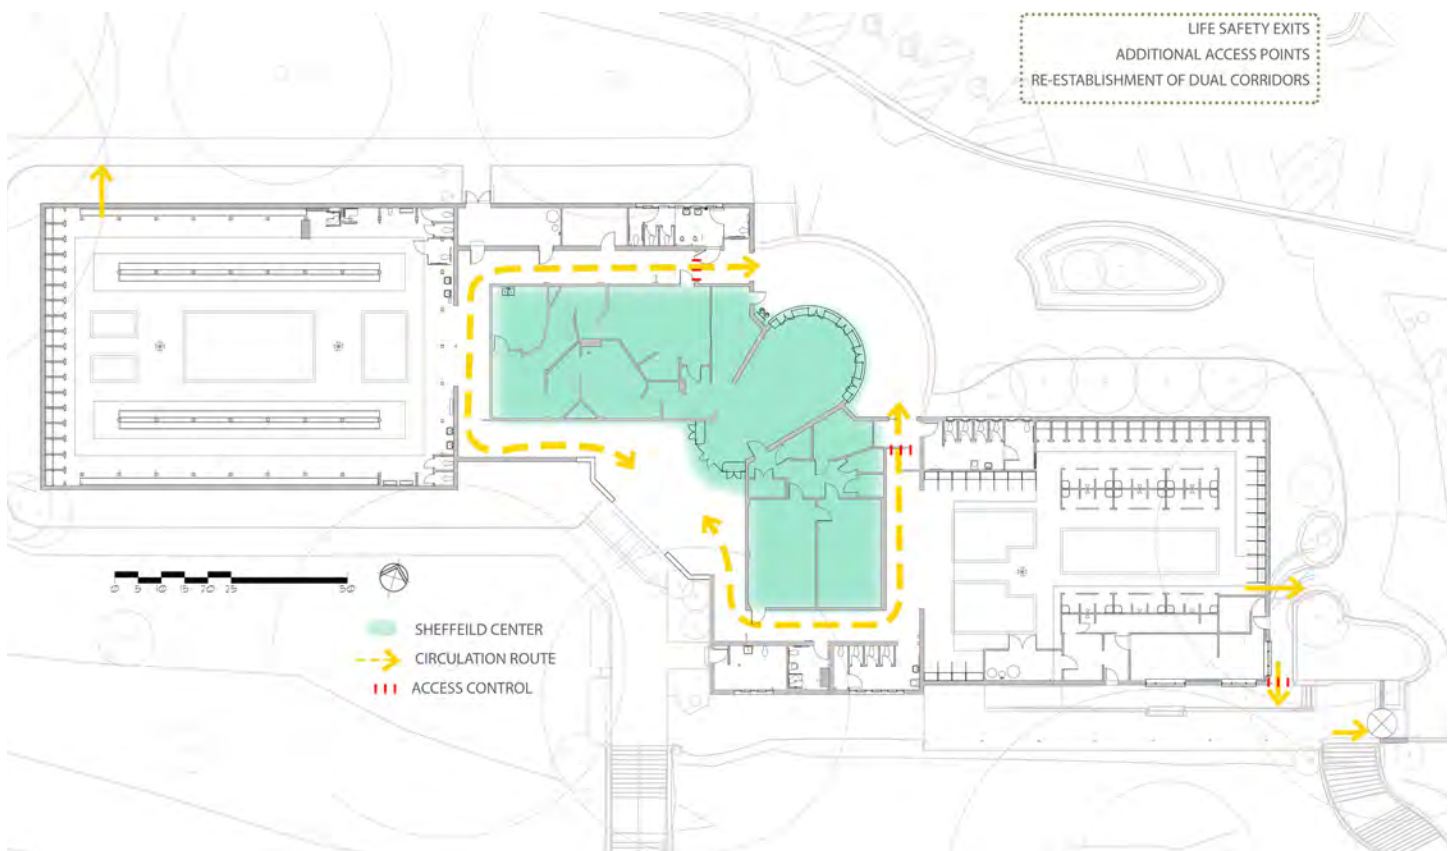 LIFE SAFETY EXITS
ADDITIONAL ACCESS POINTS
RE-ESTABLISHMENT OF DUAL CORRIDORS
0 5 10 15 20 25 50
SHEFFEILD CENTER
CIRCULATION ROUTE
ACCESS CONTROL